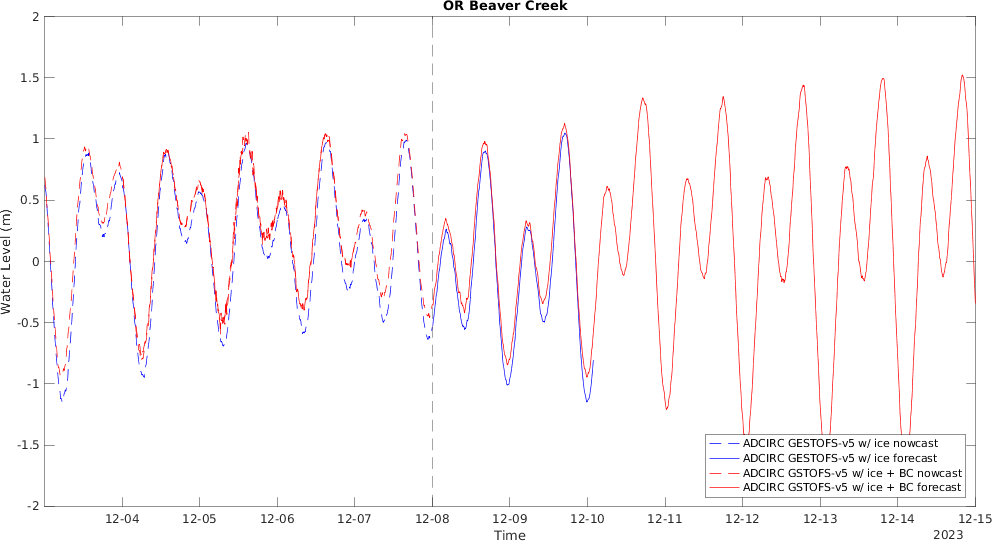 OR Beaver Creek
2
1.5
1
0.5
0
-0.5
-1
-1.5
-2
Water Level (m)
ADCIRC GESTOFS-v5 w/ ice nowcast
ADCIRC GESTOFS-v5 w/ ice forecast
ADCIRC GSTOFS-v5 w/ ice + BC nowcast
ADCIRC GSTOFS-v5 w/ ice + BC forecast
12-04 12-05 12-06 12-07 12-08 12-09 12-10 12-11 12-12 12-13 12-14 12-15
Time
2023